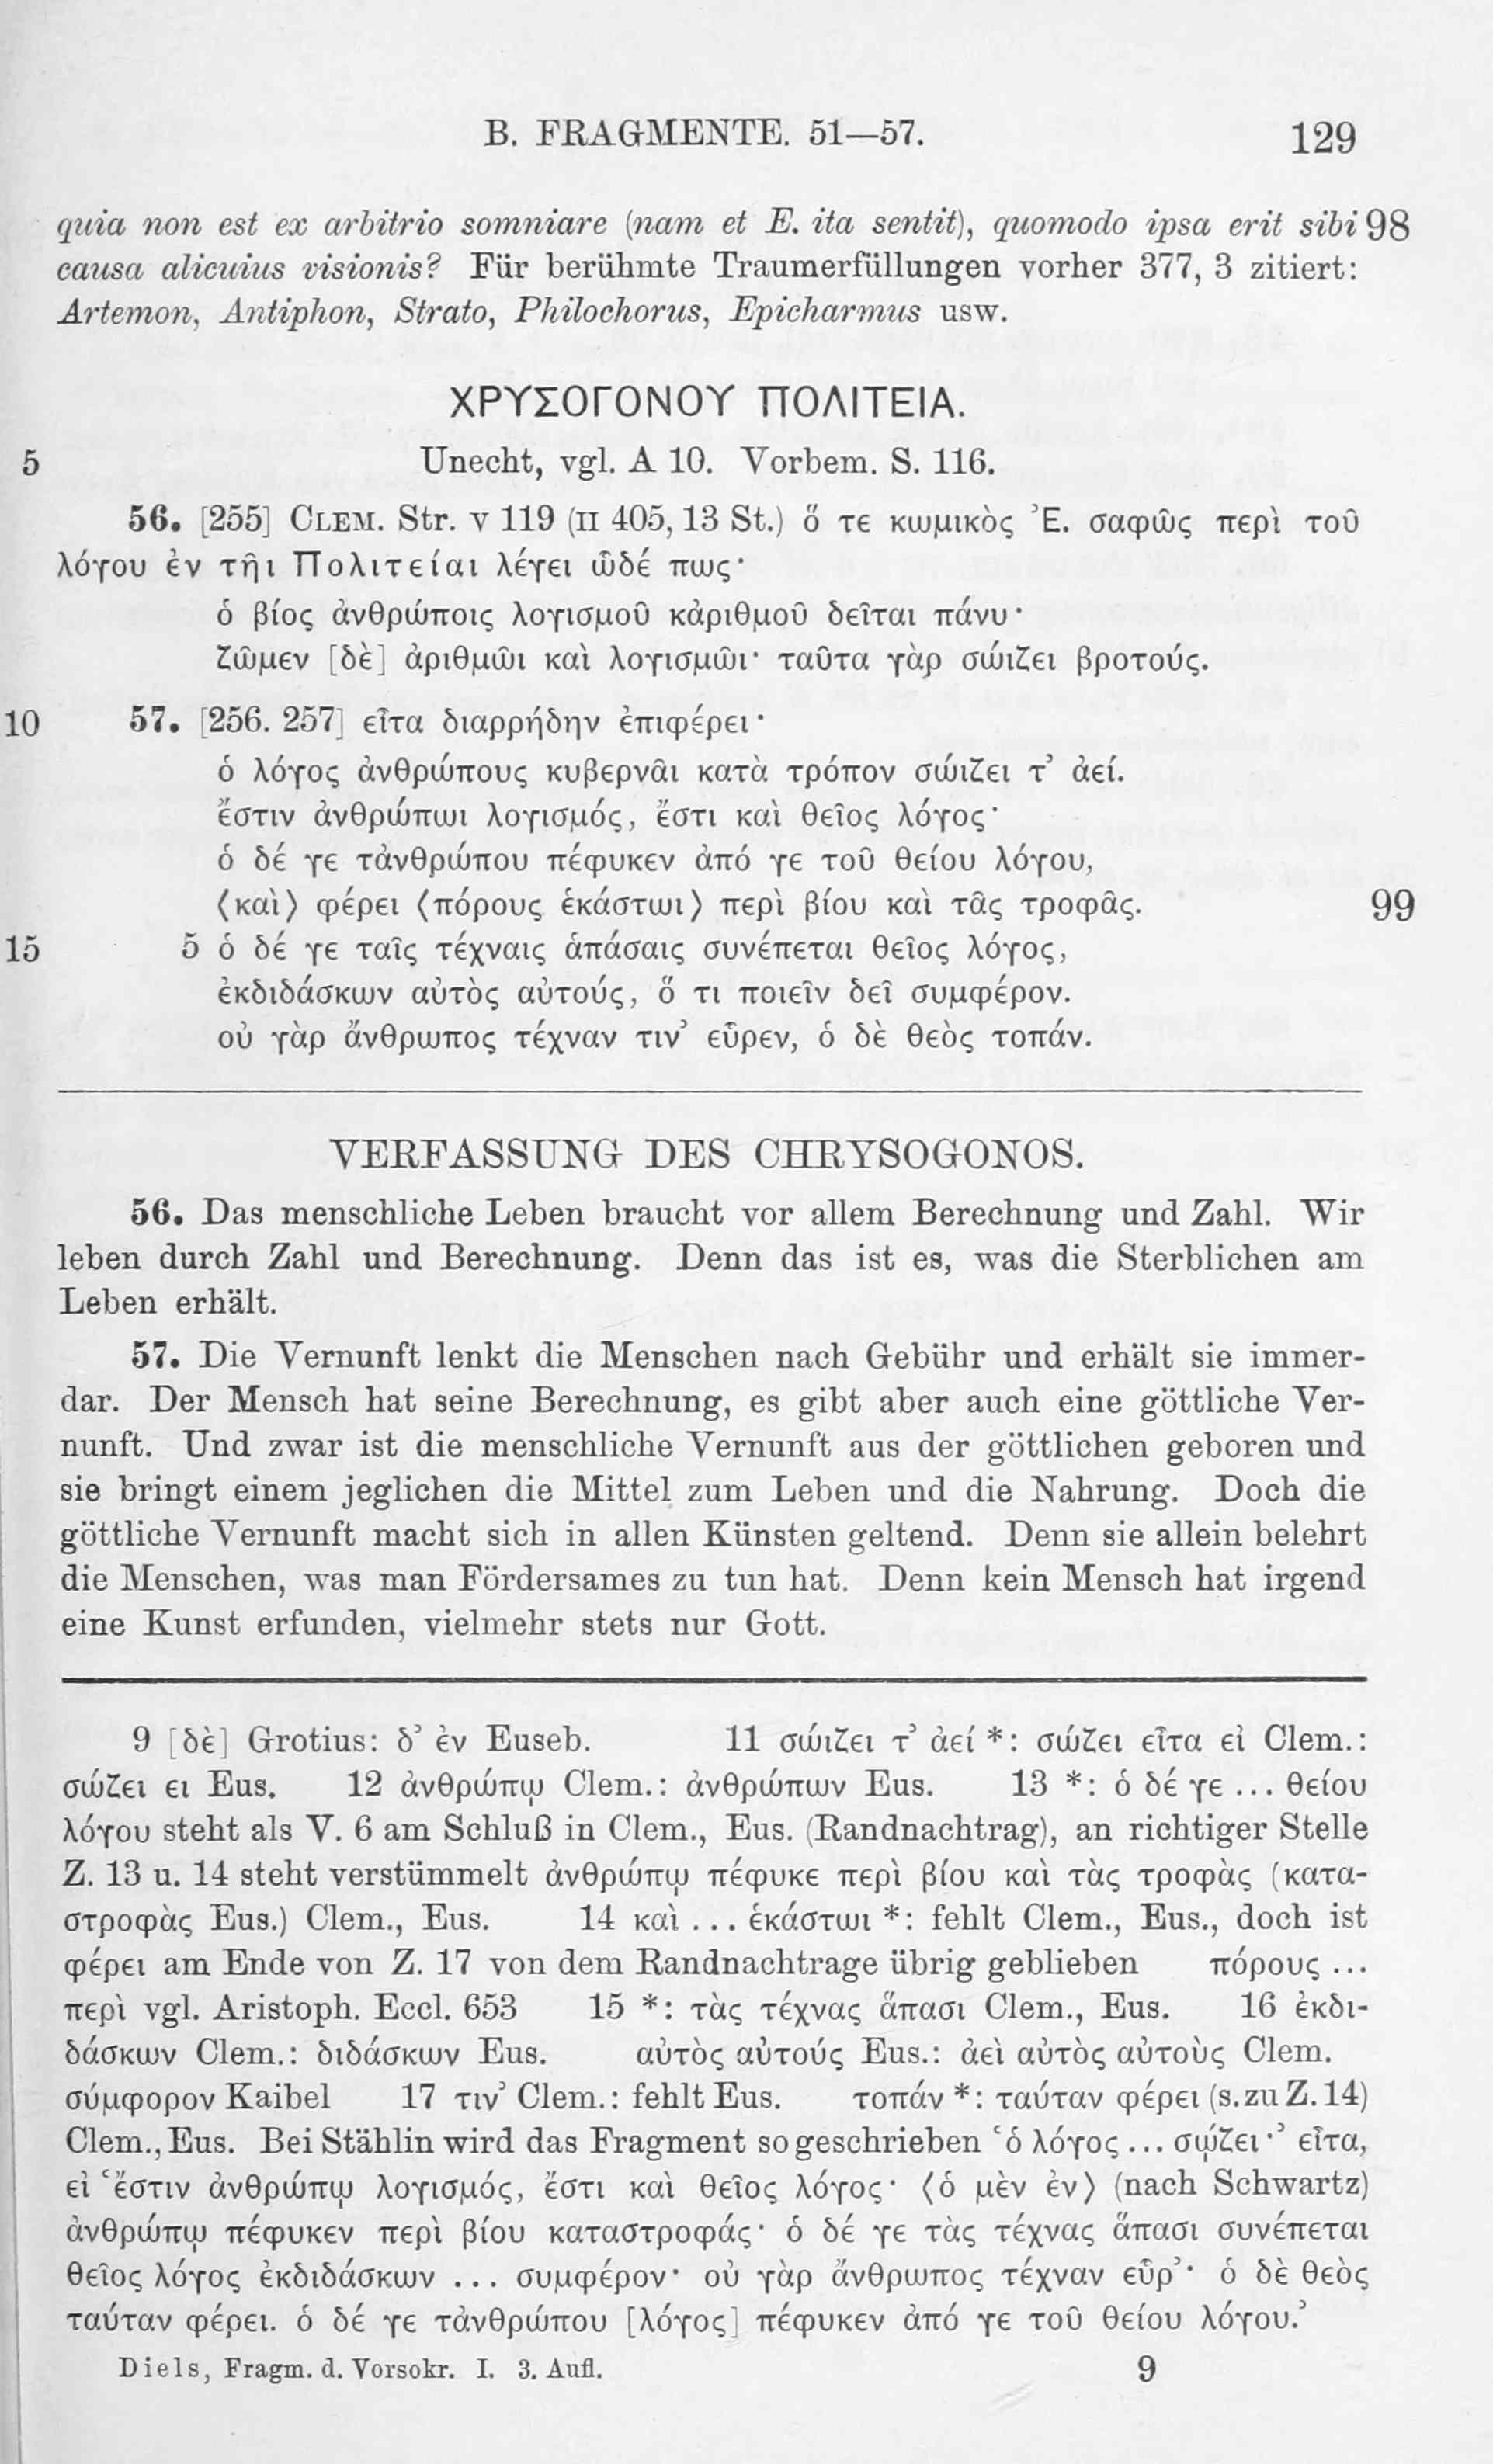 B. FRAGMENTE. 51—57. 129
quia non est ex arbitrio somniare (nam et E. ita sentit), quomodo ipsa erit sibi 98
causa alicuius visionis? Für berühmte Traumerfüllungen vorher 377, 3 zitiert:
Artemon, Antiphon, Strato, Philochorus, Epicharmus usw.
ΧΡΥΣΟΓΟΝΟΥ ΠΟΛΙΤΕΙΑ.
5 Unecht, vgl. A 10. Vorbem. S. 116.
56. [255] CLEM. Str. v 119 (II 405, 13 St.) ὅ τε κωμικὸς Ἐ. σαφῶς περὶ τοῦ
λόγου ἐν τῆι Πολιτείαι λέγει ὧδέ πως·
ὁ βίος ἀνθρώποις λογισμοῦ κἀριθμοῦ δεῖται πάνυ·
ζῶμεν [δὲ] ἀριθμῶι καὶ λογισμῶι· ταῦτα γὰρ σώιζει βροτούς.
10 57. [256. 257] εἶτα διαρρήδην ἐπιφέρει·
ὁ λόγος ἀνθρώπους κυβερνᾶι κατὰ τρόπον σώιζει τ’ ἀεί.
ἔστιν ἀνθρώπωι λογισμός, ἔστι καὶ θεῖος λόγος·
ὁ δέ γε τἀνθρώπου πέφυκεν ἀπό γε τοῦ θείου λόγου,
⟨καὶ⟩ φέρει ⟨πόρους ἑκάστωι⟩ περὶ βίου καὶ τᾶς τροφᾶς. 99
15 5 ὁ δέ γε ταῖς τέχναις ἁπάσαις συνέπεται θεῖος λόγος,
ἐκδιδάσκων αὐτὸς αὐτούς, ὅ τι ποιεῖν δεῖ συμφέρον.
οὐ γὰρ ἄνθρωπος τέχναν τιν’ εὗρεν, ὁ δὲ θεὸς τοπάν.
VERFASSUNG DES CHRYSOGONOS.
56. Das menschliche Leben braucht vor allem Berechnung und Zahl. Wir
leben durch Zahl und Berechnung. Denn das ist es, was die Sterblichen am
Leben erhält.
57. Die Vernunft lenkt die Menschen nach Gebühr und erhält sie immer-
dar. Der Mensch hat seine Berechnung, es gibt aber auch eine göttliche Ver-
nunft. Und zwar ist die menschliche Vernunft aus der göttlichen geboren und
sie bringt einem jeglichen die Mittel zum Leben und die Nahrung. Doch die
göttliche Vernunft macht sich in allen Künsten geltend. Denn sie allein belehrt
die Menschen, was man Fördersames zu tun hat. Denn kein Mensch hat irgend
eine Kunst erfunden, vielmehr stets nur Gott.
9 [δὲ] Grotius: δ’ ἐν Euseb. 11 σώιζει τ’ ἀεί *: σώζει εἶτα εἰ Clem.:
σώζει ει Eus. 12 ἀνθρώπῳ Clem.: ἀνθρώπων Eus. 13 *: ὁ δέ γε ... θείου
λόγου steht als V. 6 am Schluß in Clem., Eus. (Randnachtrag), an richtiger Stelle
Z. 13 u. 14 steht verstümmelt ἀνθρώπῳ πέφυκε περὶ βίου καὶ τὰς τροφὰς (κατα-
στροφὰς Eus.) Clem., Eus. 14 καὶ ... ἑκάστωι *: fehlt Clem., Eus., doch ist
φέρει am Ende von Z. 17 von dem Randnachtrage übrig geblieben πόρους ...
περὶ vgl. Aristoph. Eccl. 653 15 *: τὰς τέχνας ἅπασι Clem., Eus. 16 ἐκδι-
δάσκων Clem.: διδάσκων Eus. αὐτὸς αὐτούς Eus.: ἀεὶ αὐτὸς αὐτοὺς Clem.
σύμφορον Kaibel 17 τιν’ Clem.: fehlt Eus. τοπάν *: ταύταν φέρει (s. zu Z. 14)
Clem., Eus. Bei Stählin wird das Fragment so geschrieben ‘ὁ λόγος ... σῴζει·’ εἶτα,
εἰ ‘ἔστιν ἀνθρώπῳ λογισμός, ἔστι καὶ θεῖος λόγος· ⟨ὁ μὲν ἐν⟩ (nach Schwartz)
ἀνθρώπῳ πέφυκεν περὶ βίου καταστροφάς· ὁ δέ γε τὰς τέχνας ἅπασι συνέπεται
θεῖος λόγος ἐκδιδάσκων ... συμφέρον· οὐ γὰρ ἄνθρωπος τέχναν εὗρ’· ὁ δὲ θεὸς
ταύταν φέρει. ὁ δέ γε τἀνθρώπου [λόγος] πέφυκεν ἀπό γε τοῦ θείου λόγου.’
Diels, Fragm. d. Vorsokr. I. 3. Aufl. 9